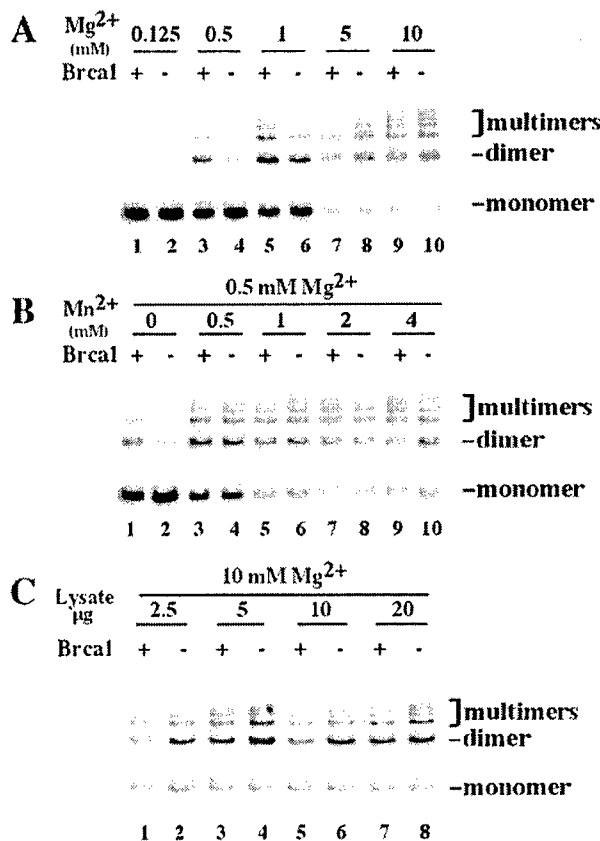 A Mg2+ (mM) 0.125 0.5 1 5 10
Brca1 + - + - + - + - + -
]multimers
-dimer
-monomer
1 2 3 4 5 6 7 8 9 10
0.5 mM Mg2+
B Mn2+ (mM) 0 0.5 1 2 4
Brca1 + - + - + - + - + -
]multimers
-dimer
-monomer
1 2 3 4 5 6 7 8 9 10
10 mM Mg2+
C Lysate µg 2.5 5 10 20
Brca1 + - + - + - + -
]multimers
-dimer
-monomer
1 2 3 4 5 6 7 8